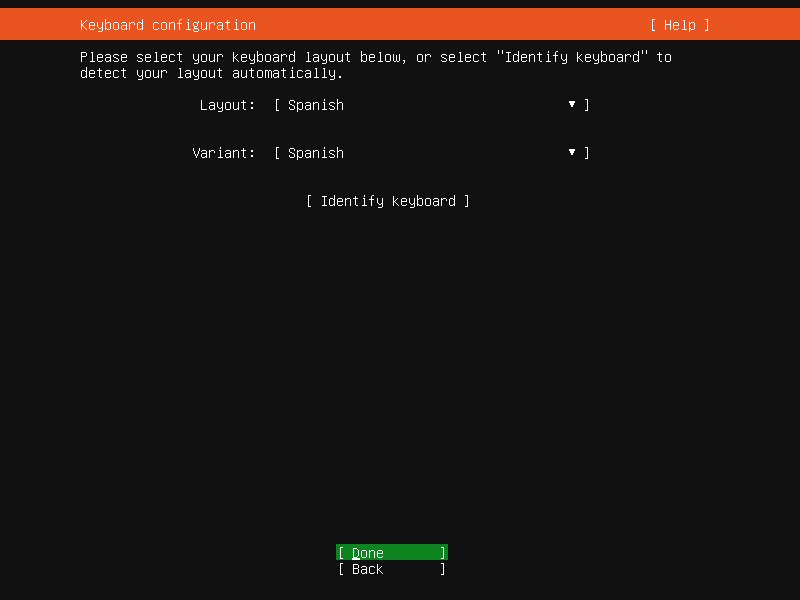 Keyboard configuration [ Help ]
Please select your keyboard layout below, or select "Identify keyboard" to
detect your layout automatically.
Layout: [ Spanish ▾ ]
Variant: [ Spanish ▾ ]
[ Identify keyboard ]
[ Done ]
[ Back ]